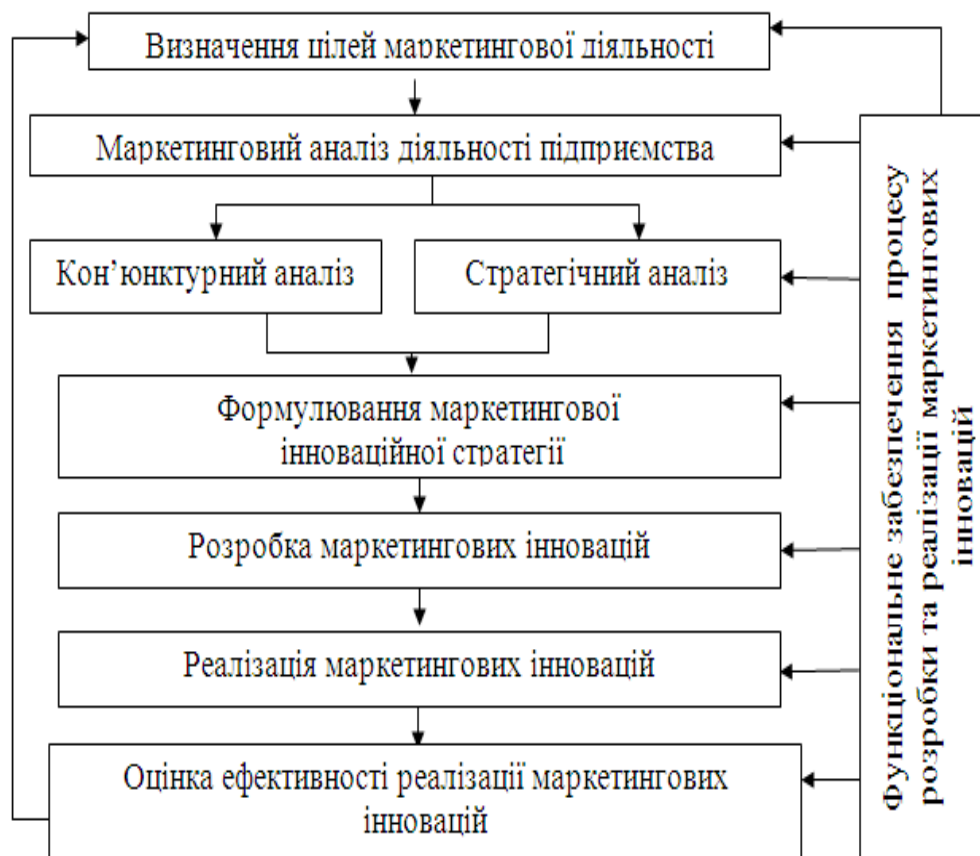 Визначення цілей маркетингової діяльності
Маркетинговий аналіз діяльності підприємства
Кон’юнктурний аналіз
Стратегічний аналіз
Формулювання маркетингової
інноваційної стратегії
Розробка маркетингових інновацій
Реалізація маркетингових інновацій
Оцінка ефективності реалізації маркетингових
інновацій
Функціональне забезпечення процесу
розробки та реалізації маркетингових
інновацій